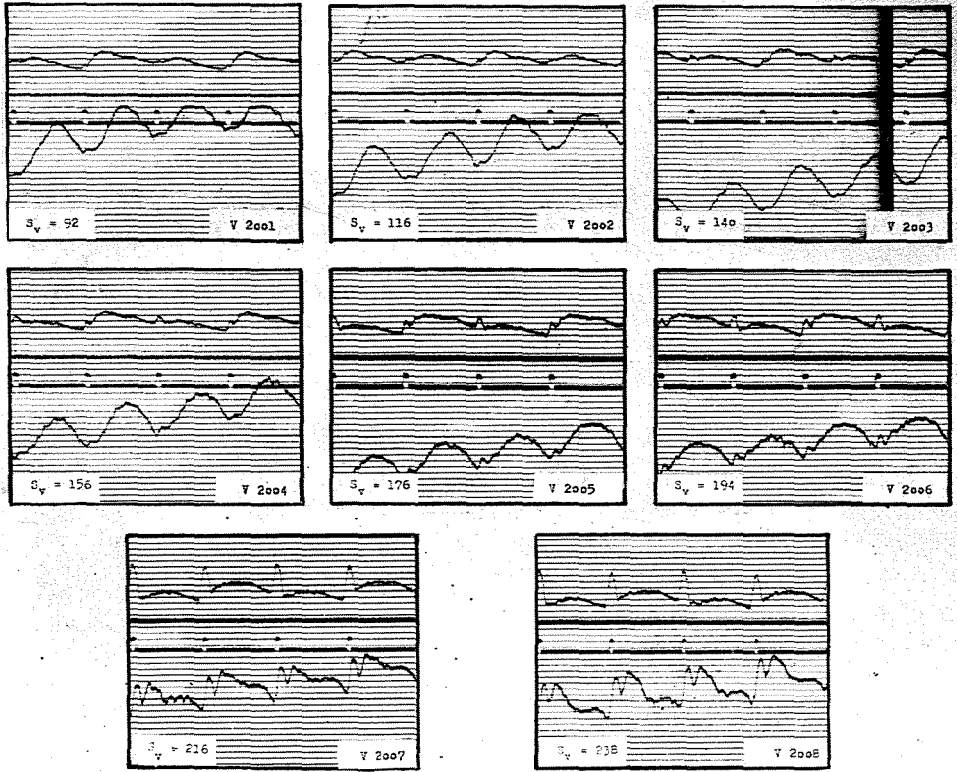 S_v = 92 V 2001
S_v = 116 V 2002
S_v = 140 V 2003
S_v = 156 V 2004
S_v = 176 V 2005
S_v = 194 V 2006
S_v = 216 V 2007
S_v = 238 V 2008